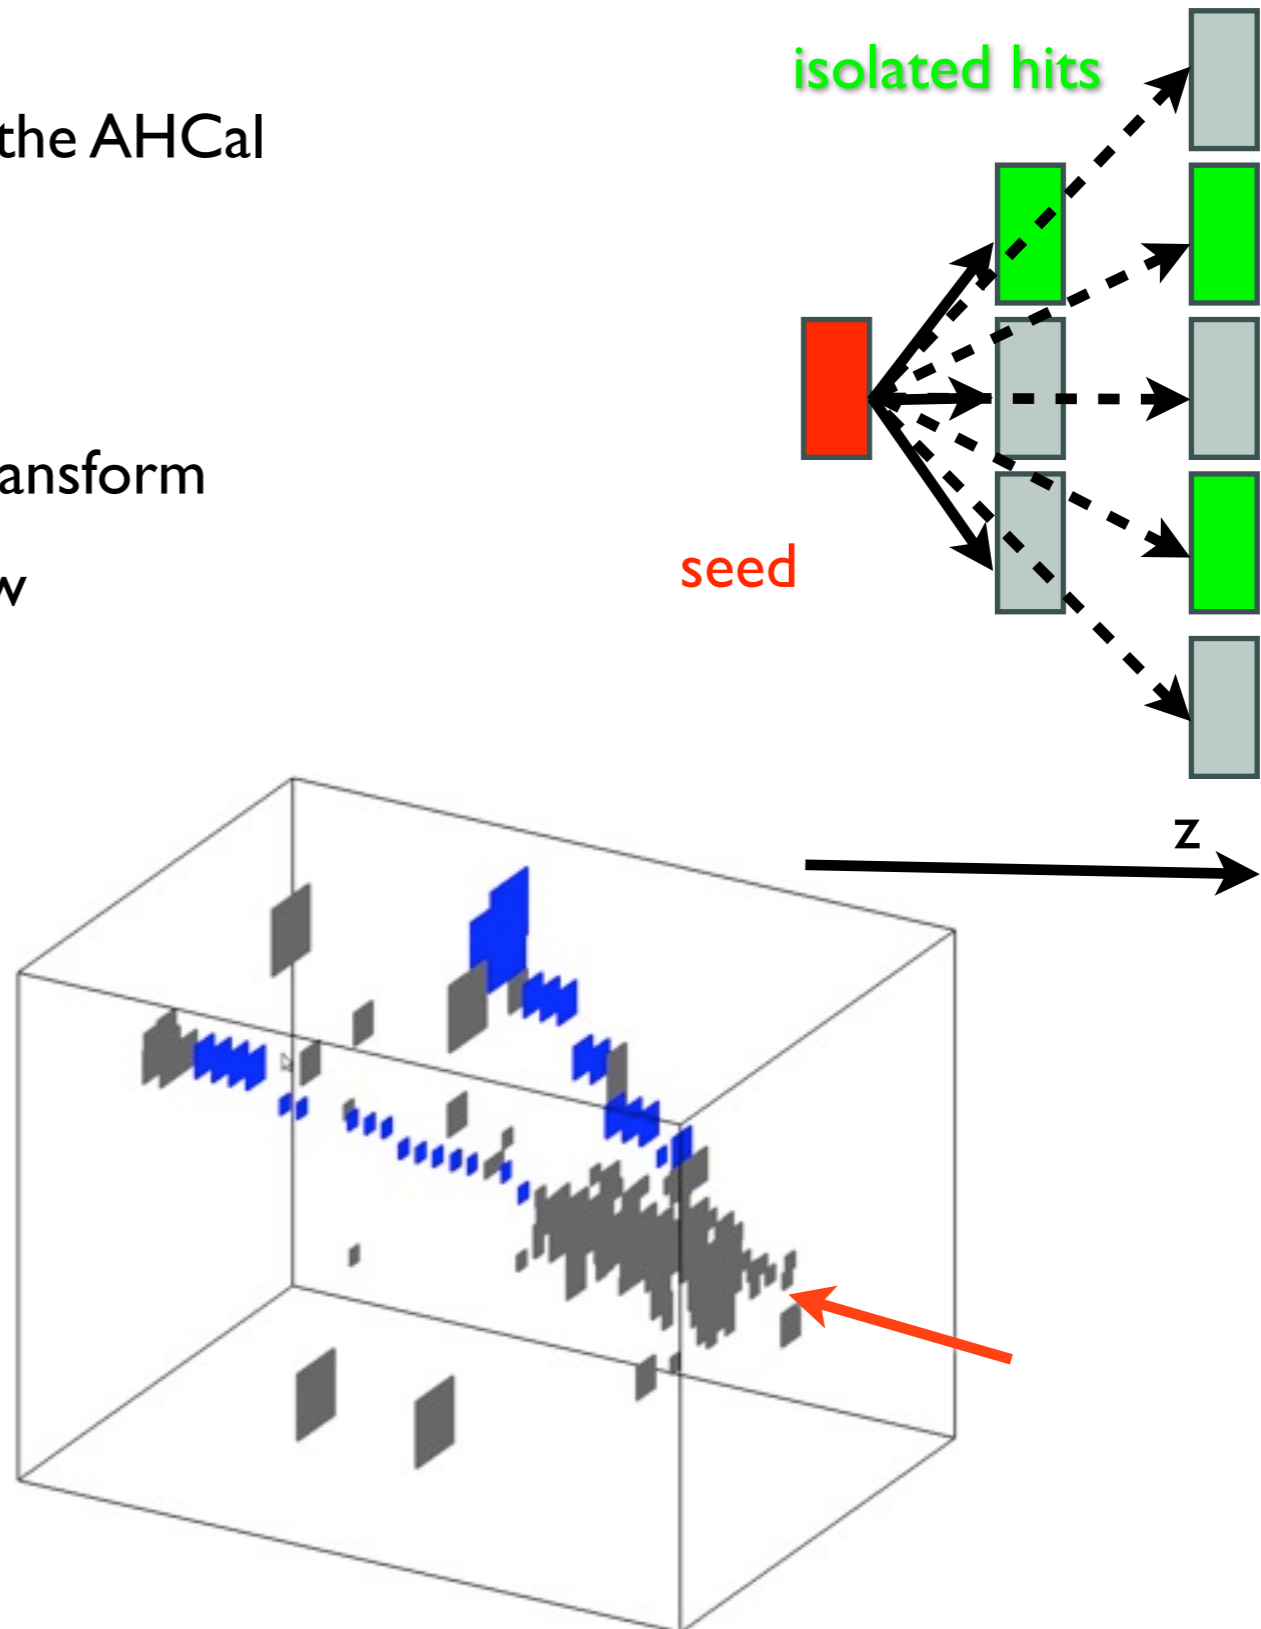 isolated hits
the AHCal
ansform
w
seed
z